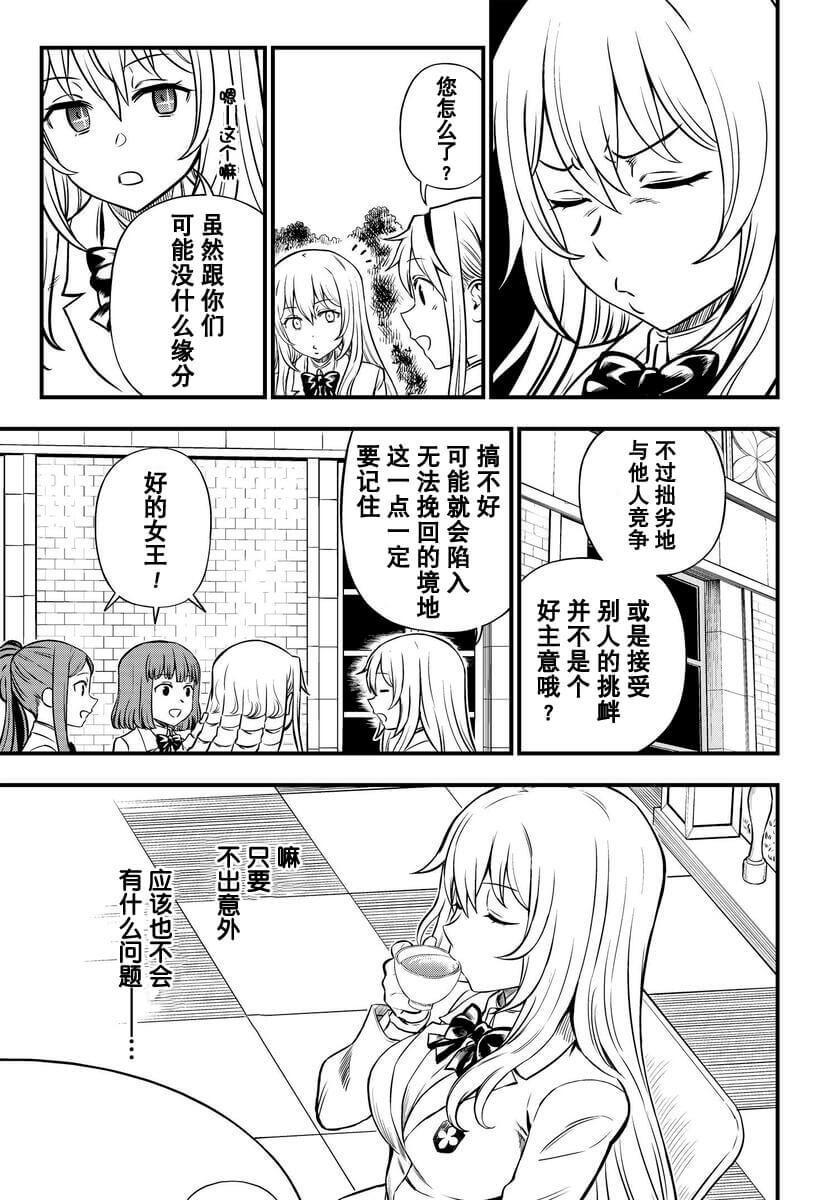 您怎么了?
嗯——这个嘛
虽然跟你们
可能没什么缘分
不过拙劣地
与他人竞争
或是接受
别人的挑衅
并不是个
好主意哦?
搞不好
可能就会陷入
无法挽回的境地
这一点一定
要记住
好的女王!
嘛
只要
不出意外
应该也不会
有什么问题——…